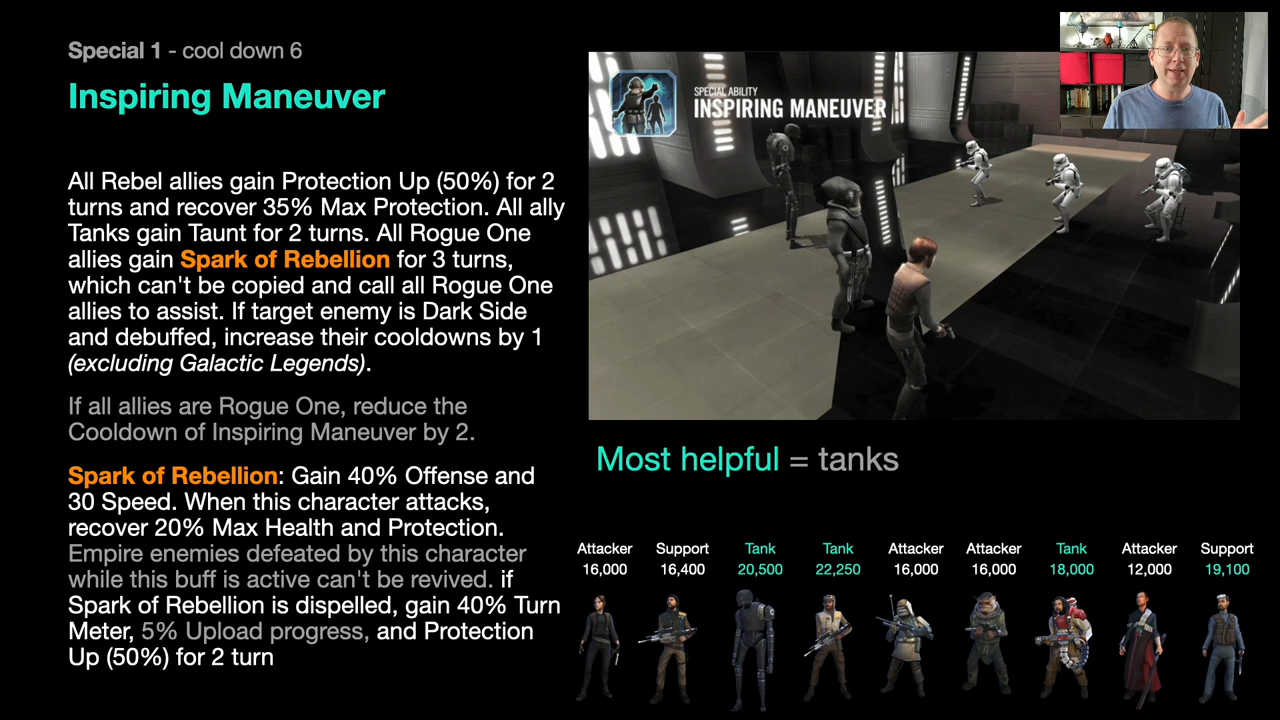 Special 1 - cool down 6
Inspiring Maneuver
All Rebel allies gain Protection Up (50%) for 2
turns and recover 35% Max Protection. All ally
Tanks gain Taunt for 2 turns. All Rogue One
allies gain Spark of Rebellion for 3 turns,
which can't be copied and call all Rogue One
allies to assist. If target enemy is Dark Side
and debuffed, increase their cooldowns by 1
(excluding Galactic Legends).
If all allies are Rogue One, reduce the
Cooldown of Inspiring Maneuver by 2.
Spark of Rebellion: Gain 40% Offense and
30 Speed. When this character attacks,
recover 20% Max Health and Protection.
Empire enemies defeated by this character
while this buff is active can't be revived. if
Spark of Rebellion is dispelled, gain 40% Turn
Meter, 5% Upload progress, and Protection
Up (50%) for 2 turn
SPECIAL ABILITY
INSPIRING MANEUVER
Most helpful = tanks
Attacker Support Tank Tank Attacker Attacker Tank Attacker Support
16,000 16,400 20,500 22,250 16,000 16,000 18,000 12,000 19,100